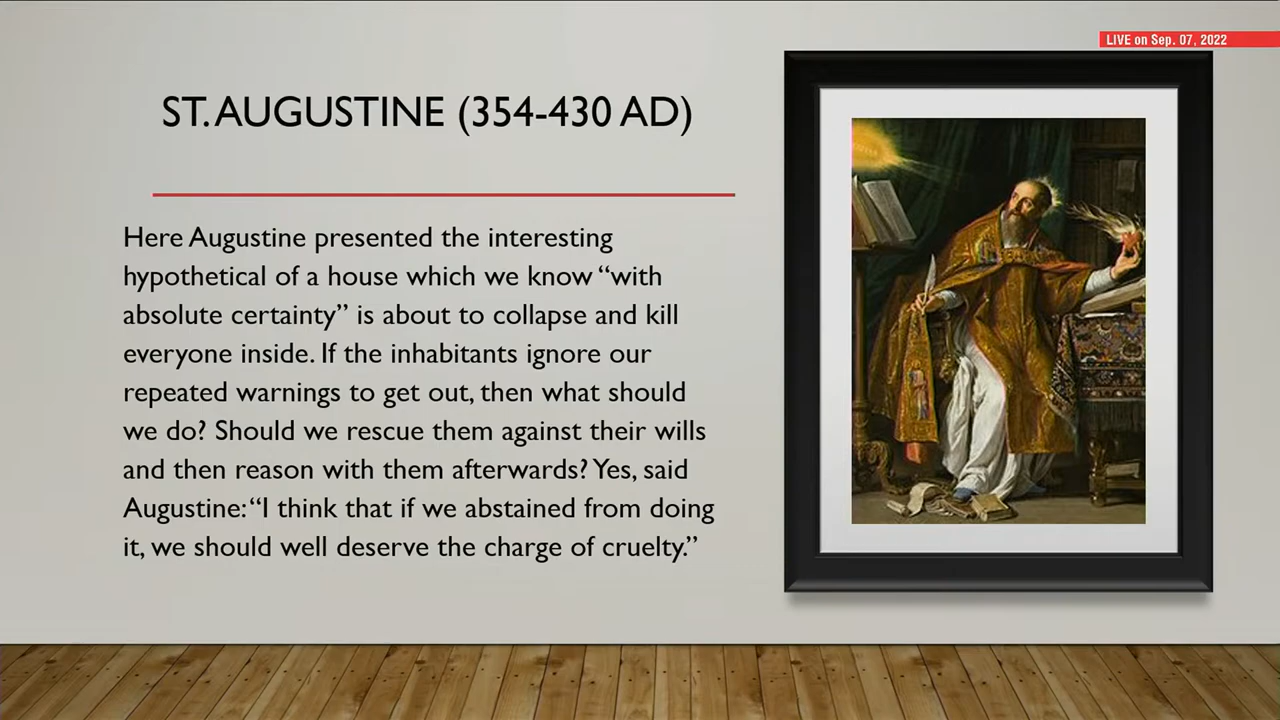 LIVE on Sep. 07, 2022
ST. AUGUSTINE (354-430 AD)
Here Augustine presented the interesting
hypothetical of a house which we know “with
absolute certainty” is about to collapse and kill
everyone inside. If the inhabitants ignore our
repeated warnings to get out, then what should
we do? Should we rescue them against their wills
and then reason with them afterwards? Yes, said
Augustine: “I think that if we abstained from doing
it, we should well deserve the charge of cruelty.”